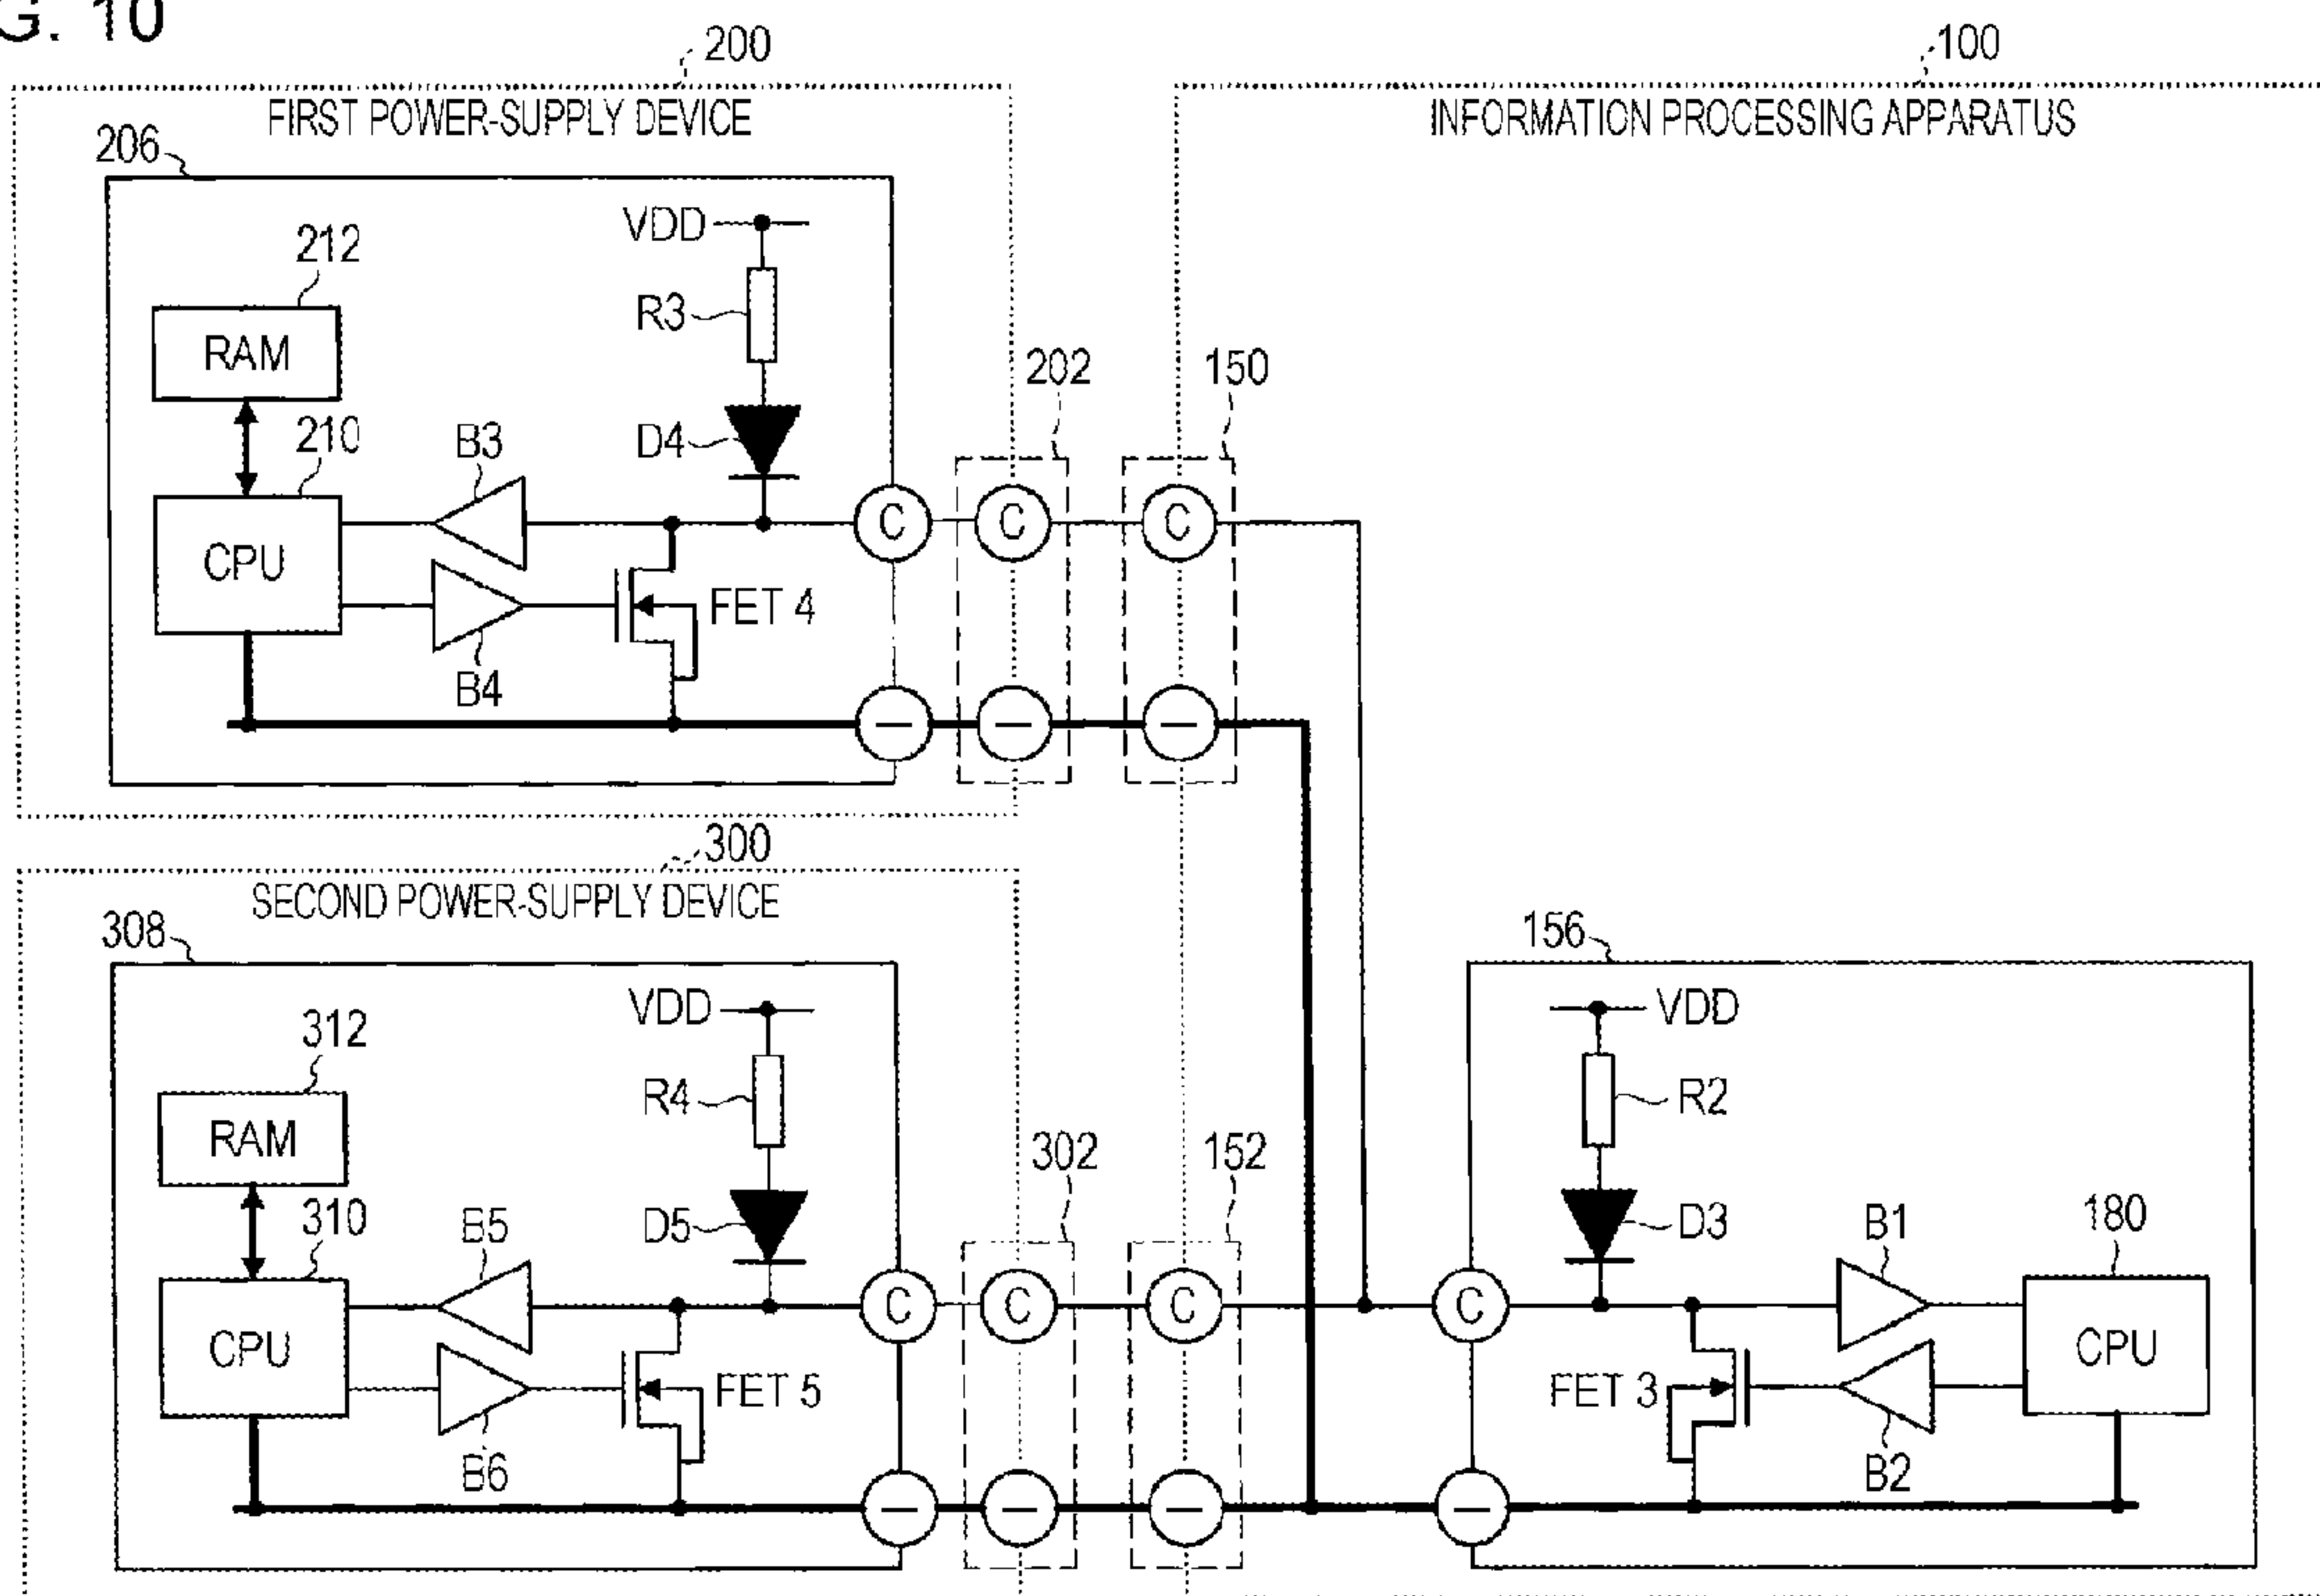 G. 10
200
100
FIRST POWER-SUPPLY DEVICE
INFORMATION PROCESSING APPARATUS
206
VDD
212
R3
RAM
202
150
210
B3
D4
C
C
C
CPU
FET 4
B4
−
−
−
300
SECOND POWER-SUPPLY DEVICE
308
156
VDD
VDD
312
R4
R2
RAM
302
152
310
B5
D5
D3
B1
180
C
C
C
C
CPU
CPU
FET 5
FET 3
B6
B2
−
−
−
−